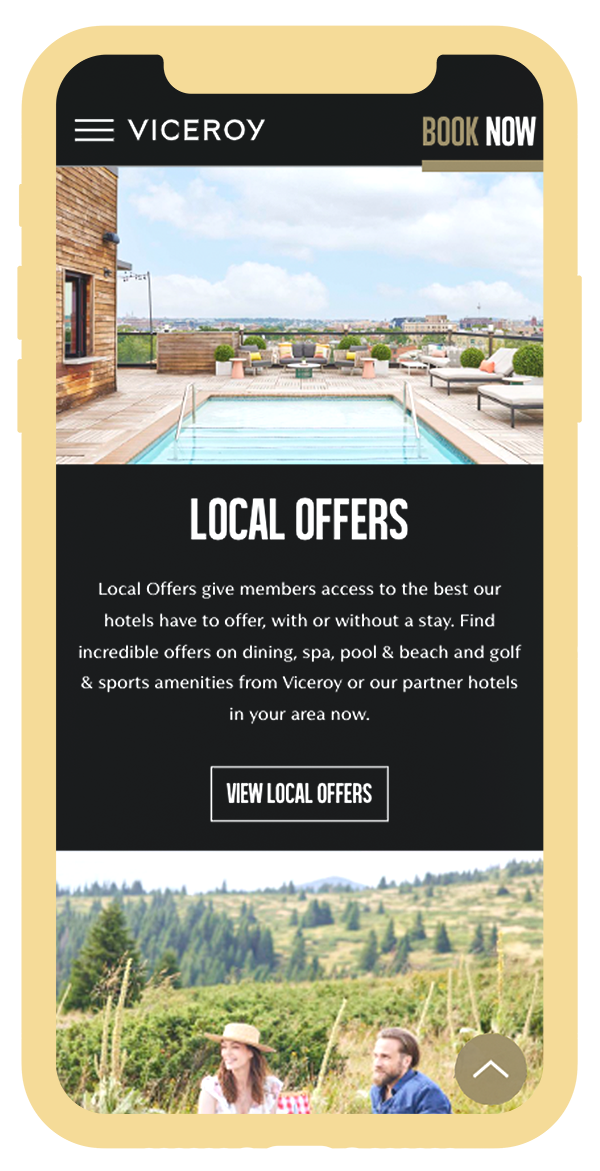 VICEROY
BOOK NOW
LOCAL OFFERS
Local Offers give members access to the best our
hotels have to offer, with or without a stay. Find
incredible offers on dining, spa, pool & beach and golf
& sports amenities from Viceroy or our partner hotels
in your area now.
VIEW LOCAL OFFERS